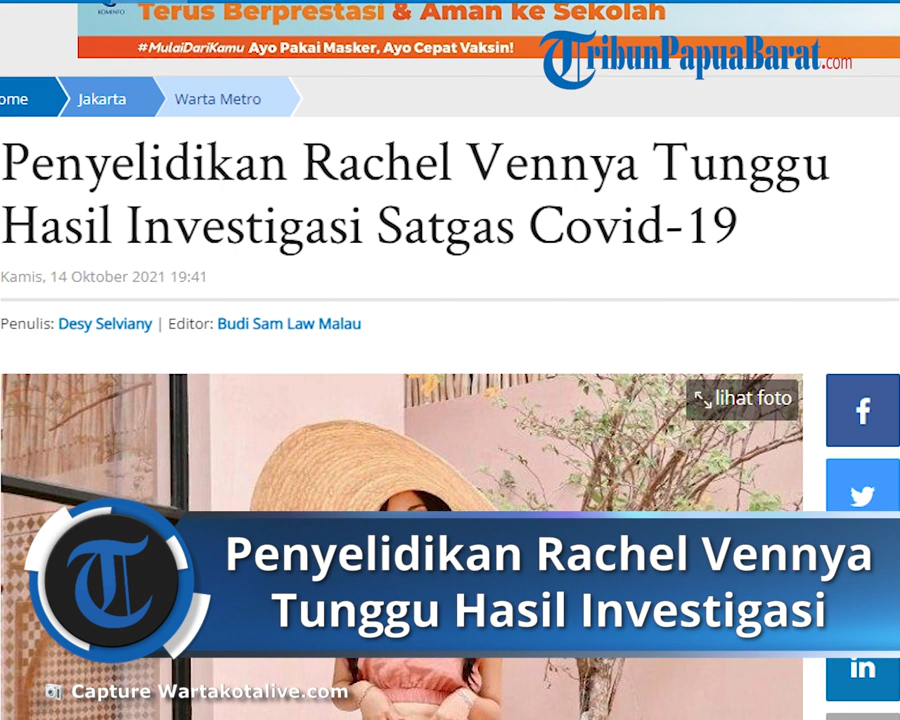 KOMINFO
Terus Berprestasi & Aman ke Sekolah
#MulaiDariKamu Ayo Pakai Masker, Ayo Cepat Vaksin!
TribunPapuaBarat.com
ome
Jakarta
Warta Metro
Penyelidikan Rachel Vennya Tunggu
Hasil Investigasi Satgas Covid-19
Kamis, 14 Oktober 2021 19:41
Penulis: Desy Selviany | Editor: Budi Sam Law Malau
lihat foto
f
T
Penyelidikan Rachel Vennya
Tunggu Hasil Investigasi
in
Capture Wartakotalive.com